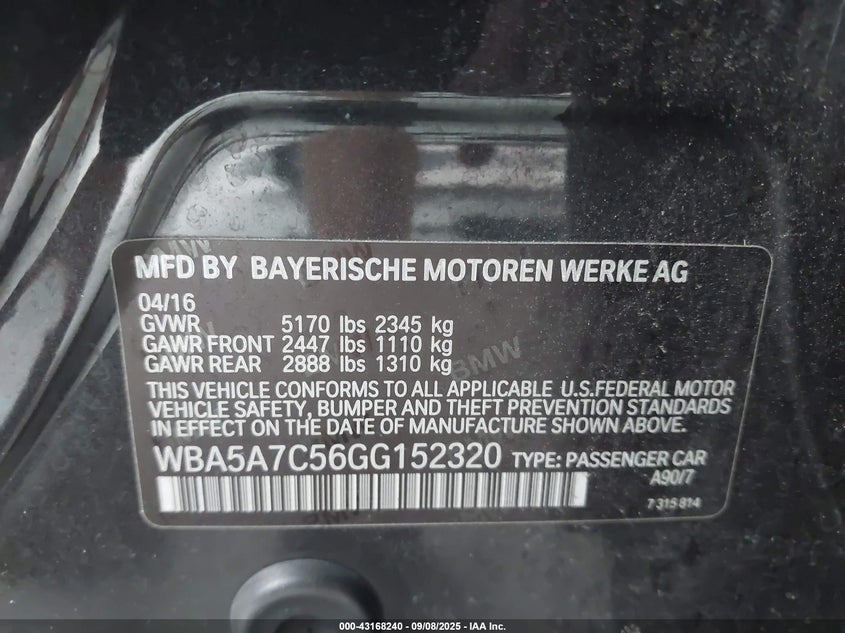 MFD BY BAYERISCHE MOTOREN WERKE AG
04/16
GVWR 5170 lbs 2345 kg
GAWR FRONT 2447 lbs 1110 kg
GAWR REAR 2888 lbs 1310 kg
THIS VEHICLE CONFORMS TO ALL APPLICABLE U.S.FEDERAL MOTOR
VEHICLE SAFETY, BUMPER AND THEFT PREVENTION STANDARDS
IN EFFECT ON THE DATE OF MANUFACTURE SHOWN ABOVE.
WBA5A7C56GG152320 TYPE: PASSENGER CAR
A90/7
7 315 814
BMW
BMW
BMW
000-43168240 - 09/08/2025 - IAA Inc.